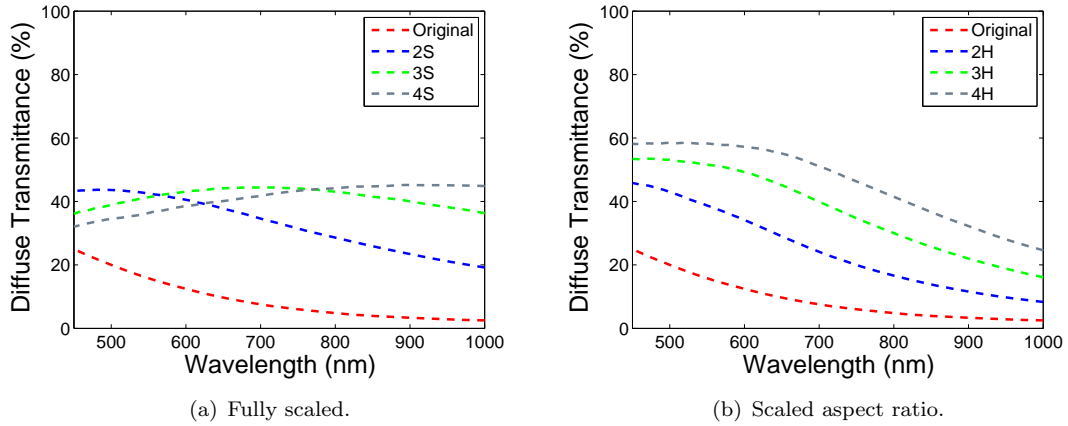 100
80
60
40
20
0
Diffuse Transmittance (%)
Original
2S
3S
4S
500 600 700 800 900 1000
Wavelength (nm)
(a) Fully scaled.
100
80
60
40
20
0
Diffuse Transmittance (%)
Original
2H
3H
4H
500 600 700 800 900 1000
Wavelength (nm)
(b) Scaled aspect ratio.